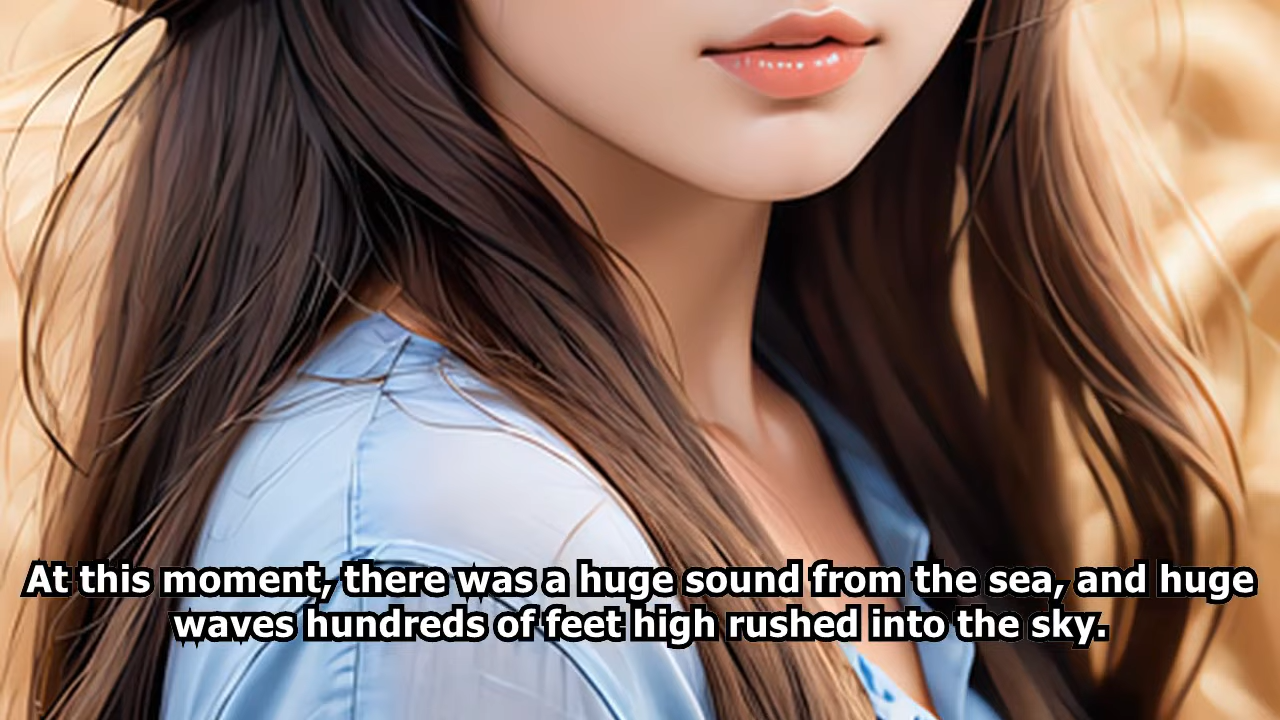 At this moment, there was a huge sound from the sea, and huge
waves hundreds of feet high rushed into the sky.